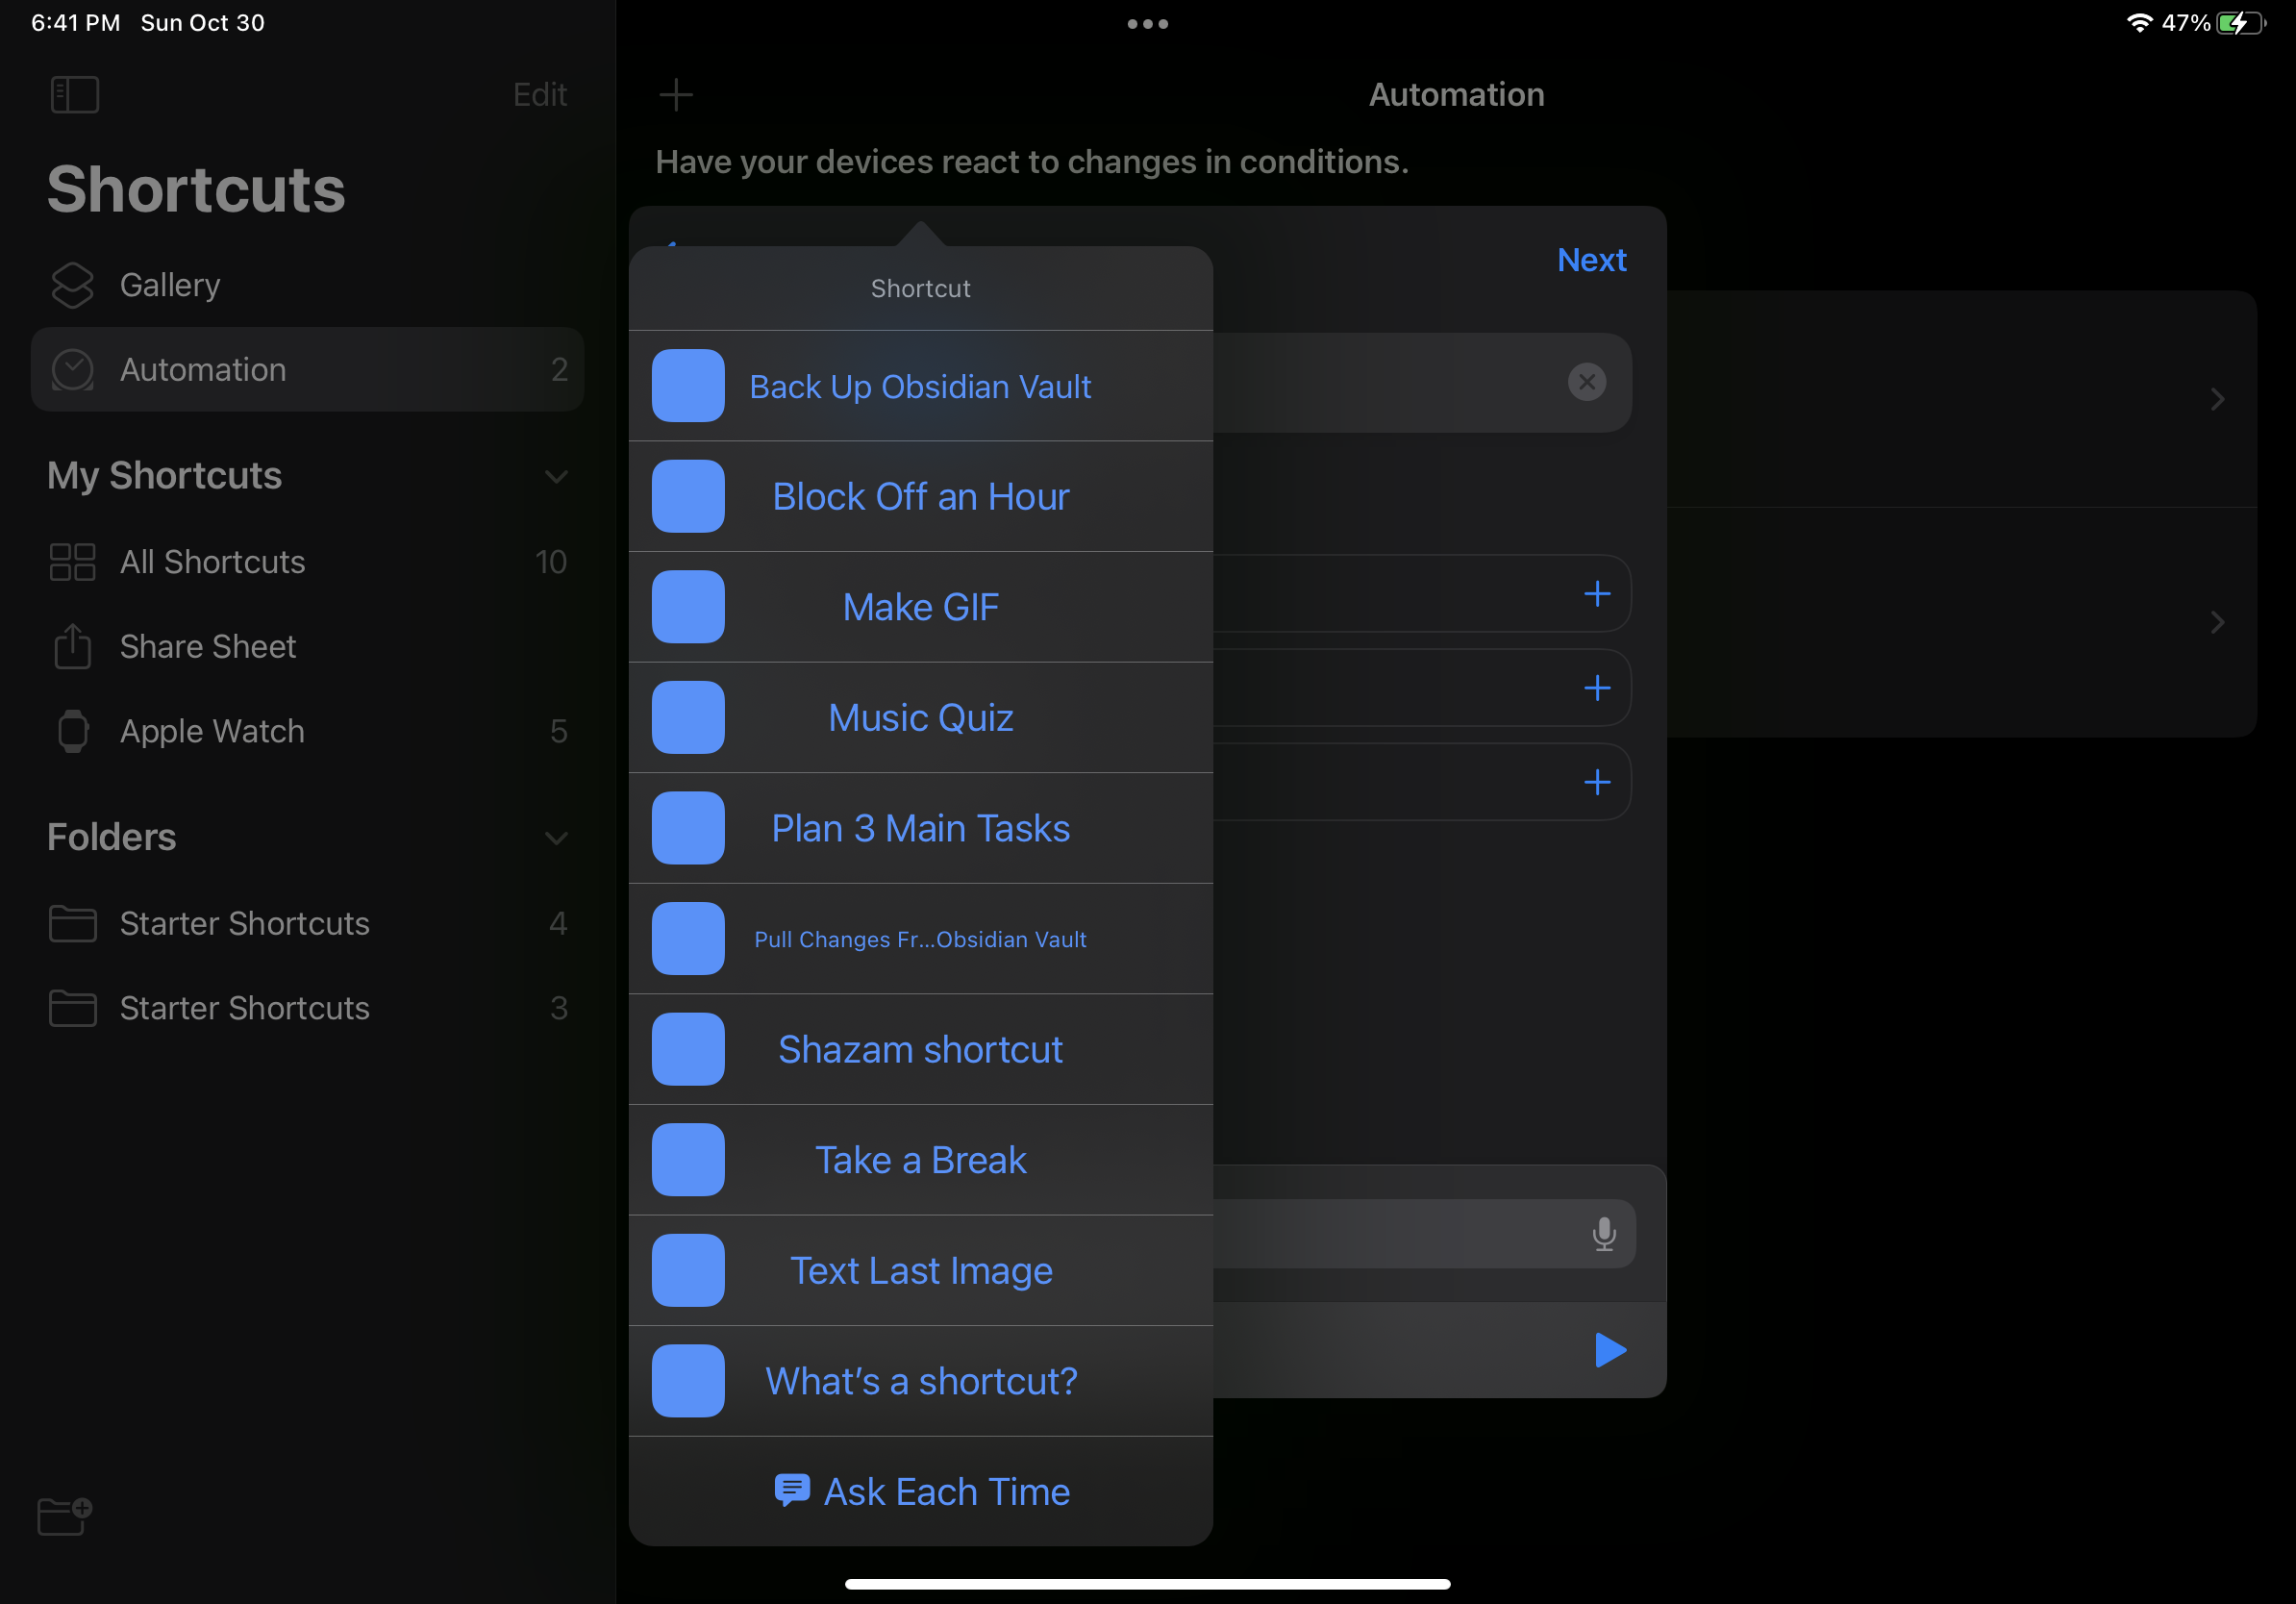 6:41 PM Sun Oct 30
47%
Edit
Shortcuts
Gallery
Automation 2
My Shortcuts
All Shortcuts 10
Share Sheet
Apple Watch 5
Folders
Starter Shortcuts 4
Starter Shortcuts 3
Automation
Have your devices react to changes in conditions.
Next
Shortcut
Back Up Obsidian Vault
Block Off an Hour
Make GIF
Music Quiz
Plan 3 Main Tasks
Pull Changes Fr...Obsidian Vault
Shazam shortcut
Take a Break
Text Last Image
What’s a shortcut?
Ask Each Time